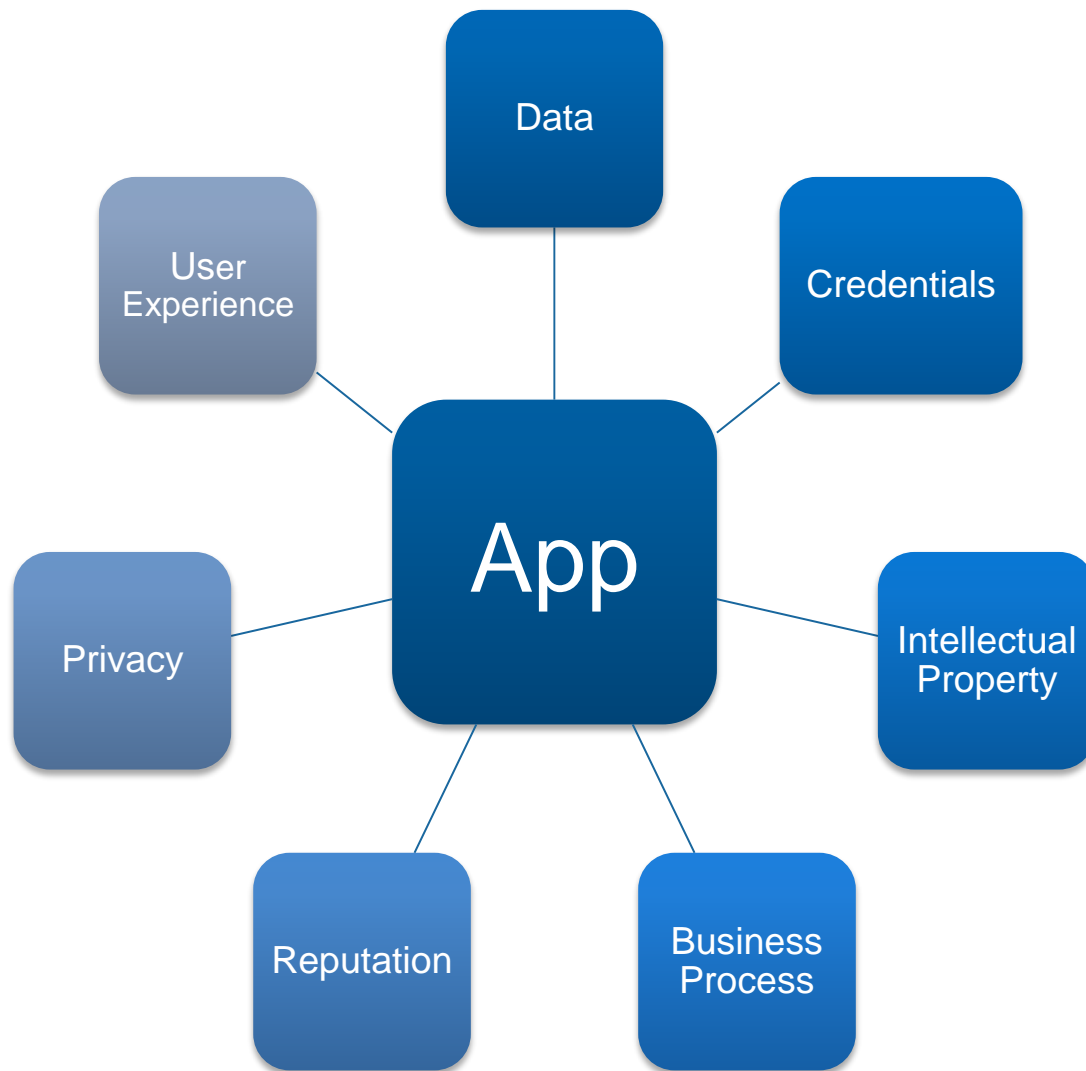 Data
User
Experience
Credentials
App
Privacy
Intellectual
Property
Reputation
Business
Process